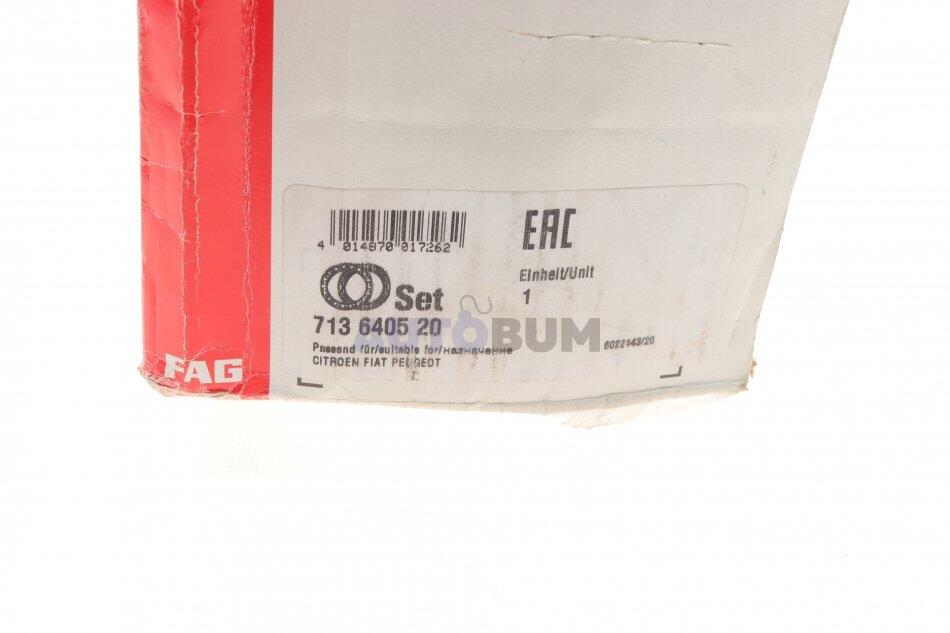 4 014870 017262
EAC
Set
Einheit/Unit
1
713 6405 20
AUTOBUM
Passend für/suitable for/назначение
CITROEN FIAT PEUGEOT
6022143/20
FAG